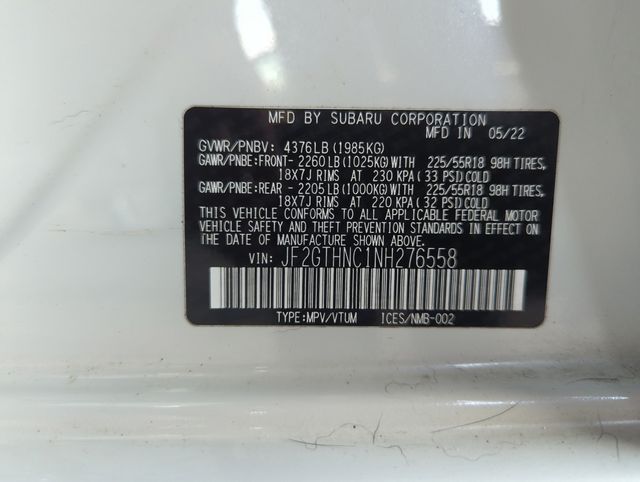 MFD BY SUBARU CORPORATION
MFD IN 05/22
GVWR/PNBV: 4376LB(1985KG)
GAWR/PNBE:FRONT- 2260LB(1025KG)WITH 225/55R18 98H TIRES,
18X7J RIMS AT 230 KPA(33 PSI)COLD
GAWR/PNBE:REAR - 2205LB(1000KG)WITH 225/55R18 98H TIRES,
18X7J RIMS AT 220 KPA(32 PSI)COLD
THIS VEHICLE CONFORMS TO ALL APPLICABLE FEDERAL MOTOR
VEHICLE SAFETY AND THEFT PREVENTION STANDARDS IN EFFECT
ON THE DATE OF MANUFACTURE SHOWN ABOVE.
VIN: JF2GTHNC1NH276558
TYPE:MPV/VTUM ICES/NMB-002